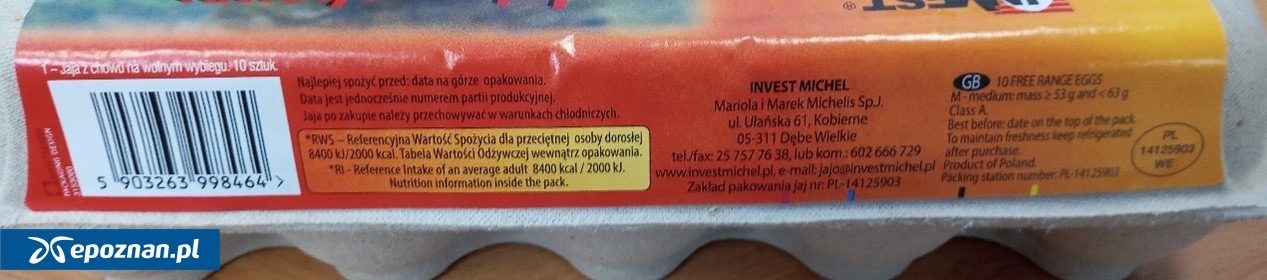 VEST ®
1 - Jaja z chowu na wolnym wybiegu. 10 sztuk.
5 903263 998464 >
Najlepiej spożyć przed: data na górze opakowania.
Data jest jednocześnie numerem partii produkcyjnej.
Jaja po zakupie należy przechowywać w warunkach chłodniczych.
*RWS – Referencyjna Wartość Spożycia dla przeciętnej osoby dorosłej
8400 kJ/2000 kcal. Tabela Wartości Odżywczej wewnątrz opakowania.
*RI - Reference Intake of an average adult 8400 kcal / 2000 kJ.
Nutrition information inside the pack.
INVEST MICHEL
Mariola i Marek Michelis Sp.J.
ul. Ułańska 61, Kobierne
05-311 Dębe Wielkie
tel./fax: 25 757 76 38, lub kom.: 602 666 729
www.investmichel.pl, e-mail: jajo@investmichel.pl
Zakład pakowania jaj nr: PL-14125903
GB 10 FREE RANGE EGGS
M - medium: mass ≥ 53 g and < 63 g
Class A.
Best before: date on the top of the pack.
To maintain freshness keep refrigerated
after purchase.
Product of Poland.
Packing station number: PL-14125903
PL
14125903
WE
epoznan.pl